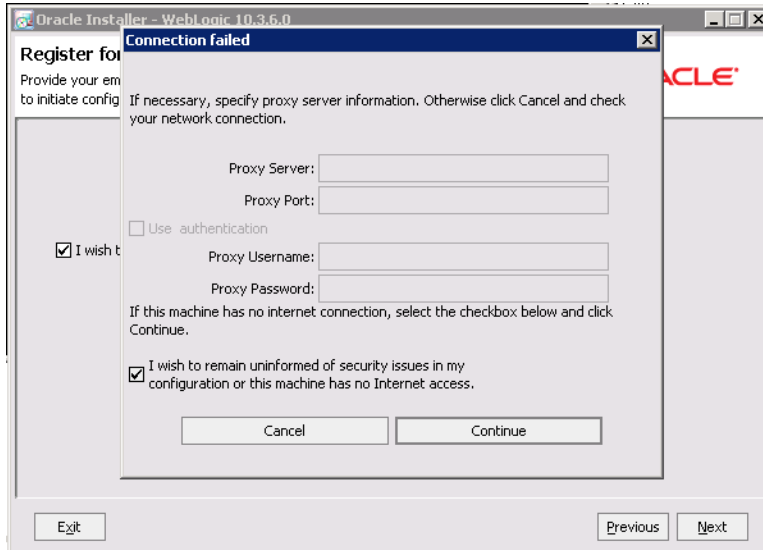 Oracle Installer - WebLogic 10.3.6.0
Connection failed
Register for
Provide your em
to initiate config
ACLE
If necessary, specify proxy server information. Otherwise click Cancel and check
your network connection.
Proxy Server:
Proxy Port:
Use authentication
I wish t
Proxy Username:
Proxy Password:
If this machine has no internet connection, select the checkbox below and click
Continue.
I wish to remain uninformed of security issues in my
configuration or this machine has no Internet access.
Cancel
Continue
Exit
Previous
Next